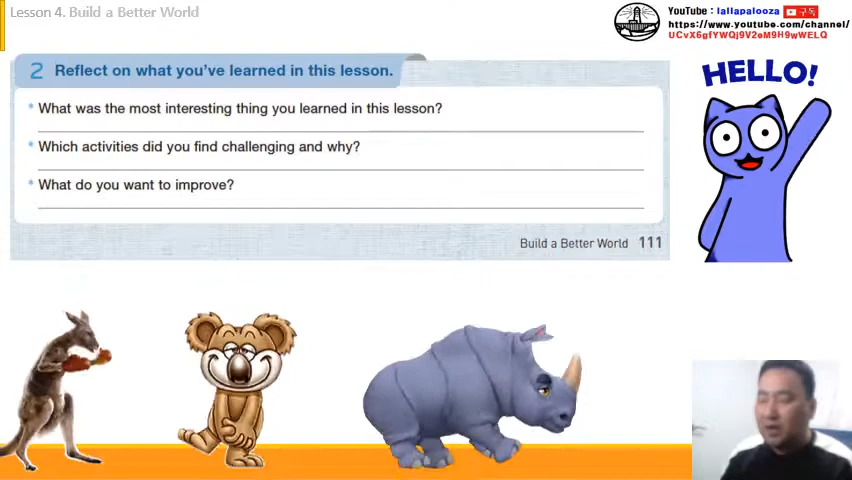 Lesson 4. Build a Better World
YouTube : lallapalooza 구독
https://www.youtube.com/channel/
UCvX6gfYWQj9V2eM9H9wWELQ
2 Reflect on what you've learned in this lesson.
HELLO!
* What was the most interesting thing you learned in this lesson?
* Which activities did you find challenging and why?
* What do you want to improve?
Build a Better World 111